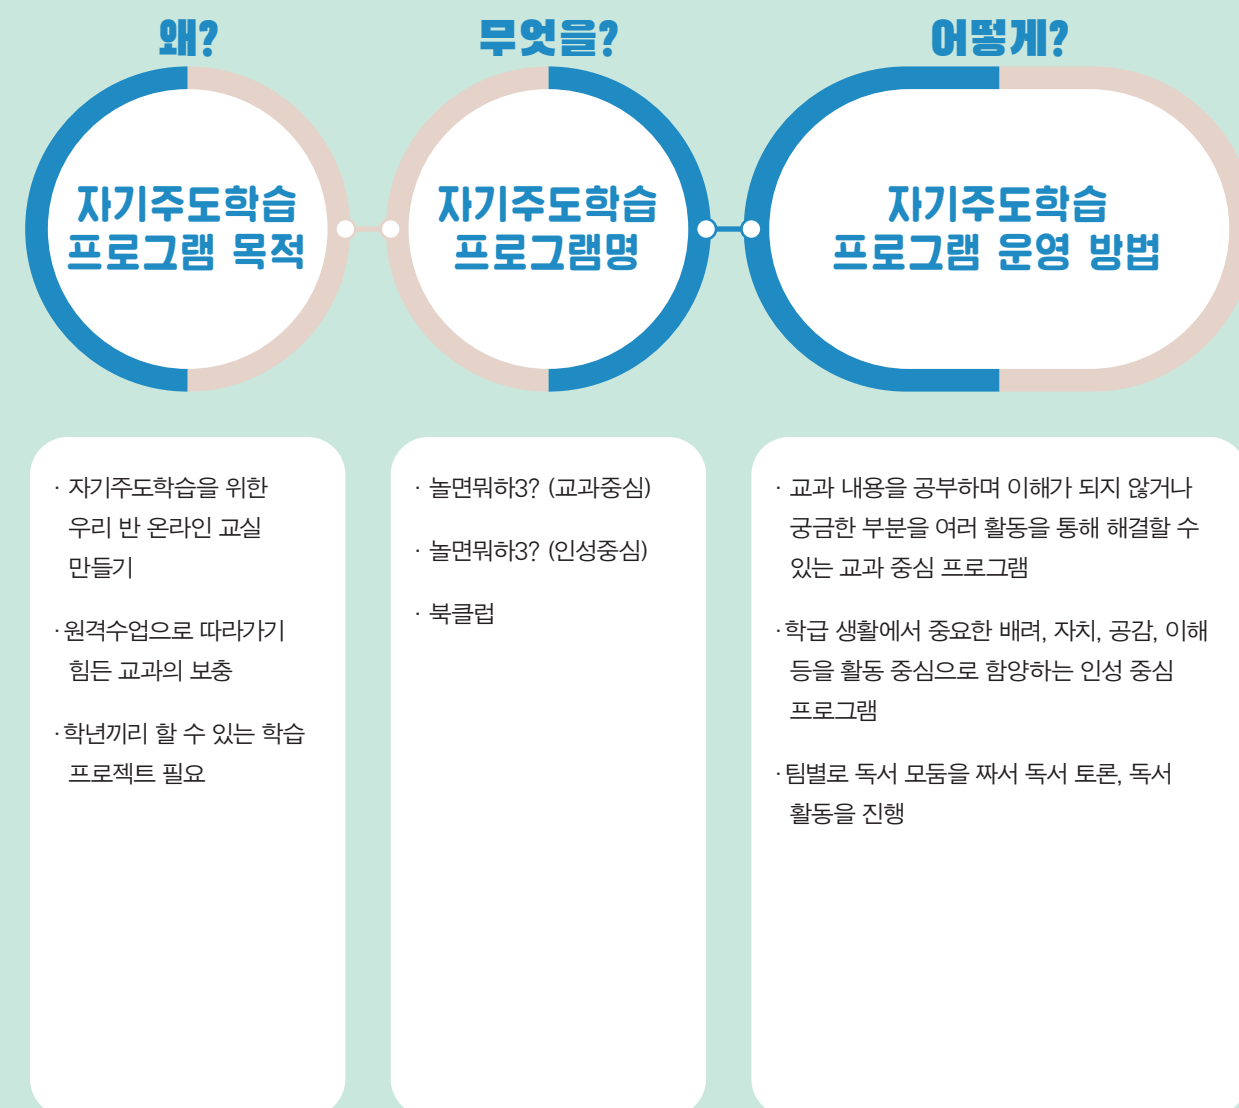 왜?
자기주도학습
프로그램 목적
· 자기주도학습을 위한
우리 반 온라인 교실
만들기
· 원격수업으로 따라가기
힘든 교과의 보충
· 학년끼리 할 수 있는 학습
프로젝트 필요
무엇을?
자기주도학습
프로그램명
· 놀면뭐하3? (교과중심)
· 놀면뭐하3? (인성중심)
· 북클럽
어떻게?
자기주도학습
프로그램 운영 방법
· 교과 내용을 공부하며 이해가 되지 않거나
궁금한 부분을 여러 활동을 통해 해결할 수
있는 교과 중심 프로그램
· 학급 생활에서 중요한 배려, 자치, 공감, 이해
등을 활동 중심으로 함양하는 인성 중심
프로그램
· 팀별로 독서 모둠을 짜서 독서 토론, 독서
활동을 진행